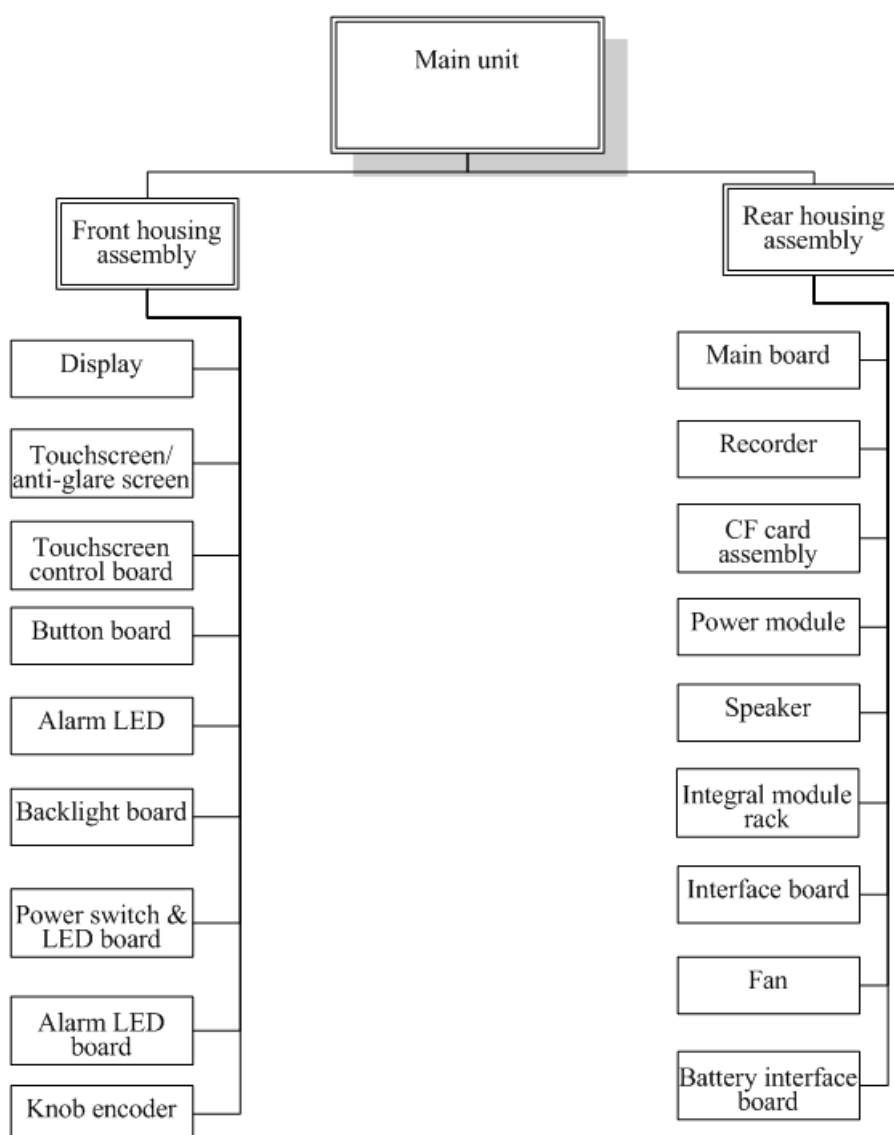 Main unit
Front housing
assembly
Display
Touchscreen/
anti-glare screen
Touchscreen
control board
Button board
Alarm LED
Backlight board
Power switch &
LED board
Alarm LED
board
Knob encoder
Rear housing
assembly
Main board
Recorder
CF card
assembly
Power module
Speaker
Integral module
rack
Interface board
Fan
Battery interface
board